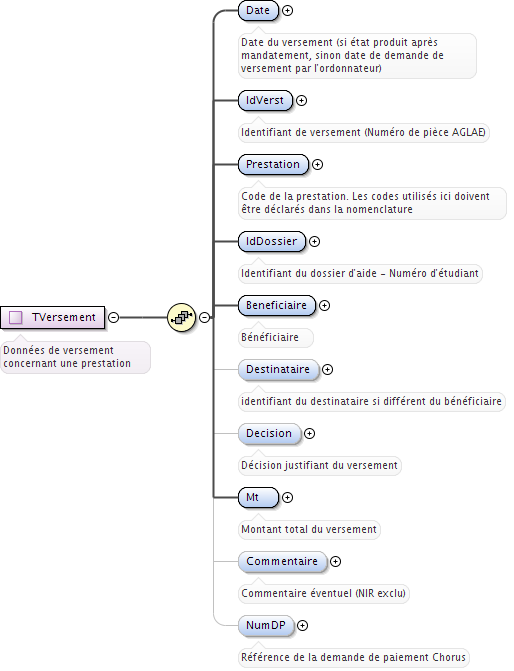 Date
Date du versement (si état produit après
mandatement, sinon date de demande de
versement par l'ordonnateur)
IdVerst
Identifiant de versement (Numéro de pièce AGLAE)
Prestation
Code de la prestation. Les codes utilisés ici doivent
être déclarés dans la nomenclature
IdDossier
Identifiant du dossier d'aide - Numéro d'étudiant
TVersement
Données de versement
concernant une prestation
Beneficiaire
Bénéficiaire
Destinataire
identifiant du destinataire si différent du bénéficiaire
Decision
Décision justifiant du versement
Mt
Montant total du versement
Commentaire
Commentaire éventuel (NIR exclu)
NumDP
Référence de la demande de paiement Chorus